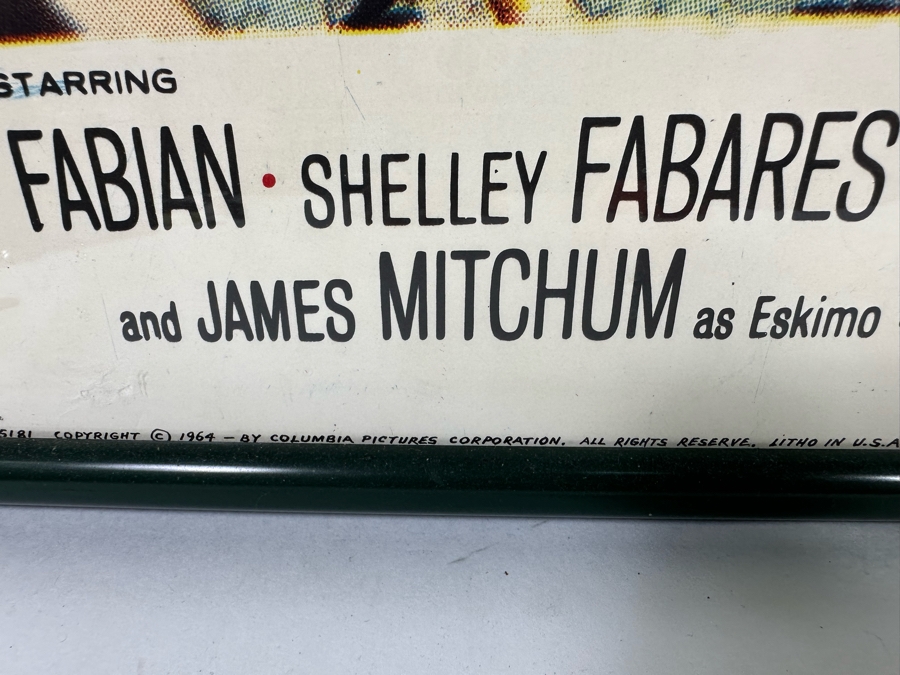 STARRING
FABIAN • SHELLEY FABARES
and JAMES MITCHUM as Eskimo
5181 COPYRIGHT © 1964 – BY COLUMBIA PICTURES CORPORATION. ALL RIGHTS RESERVE. LITHO IN U.S.A